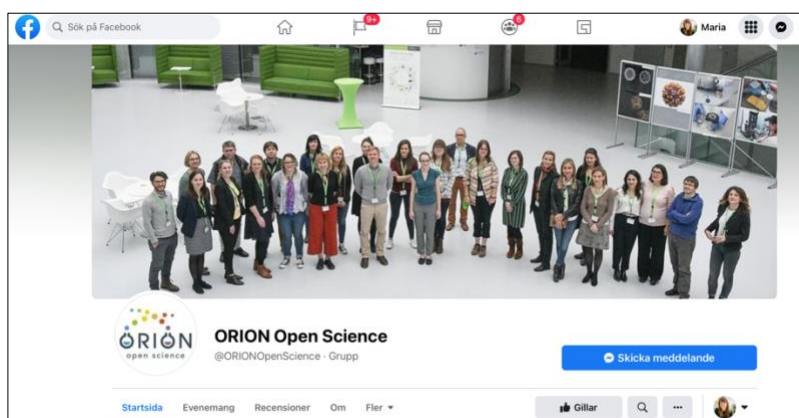 Sök på Facebook
9+
6
Maria
ORION
open science
ORION Open Science
@ORIONOpenScience · Grupp
Skicka meddelande
Startsida Evenemang Recensioner Om Fler
Gillar